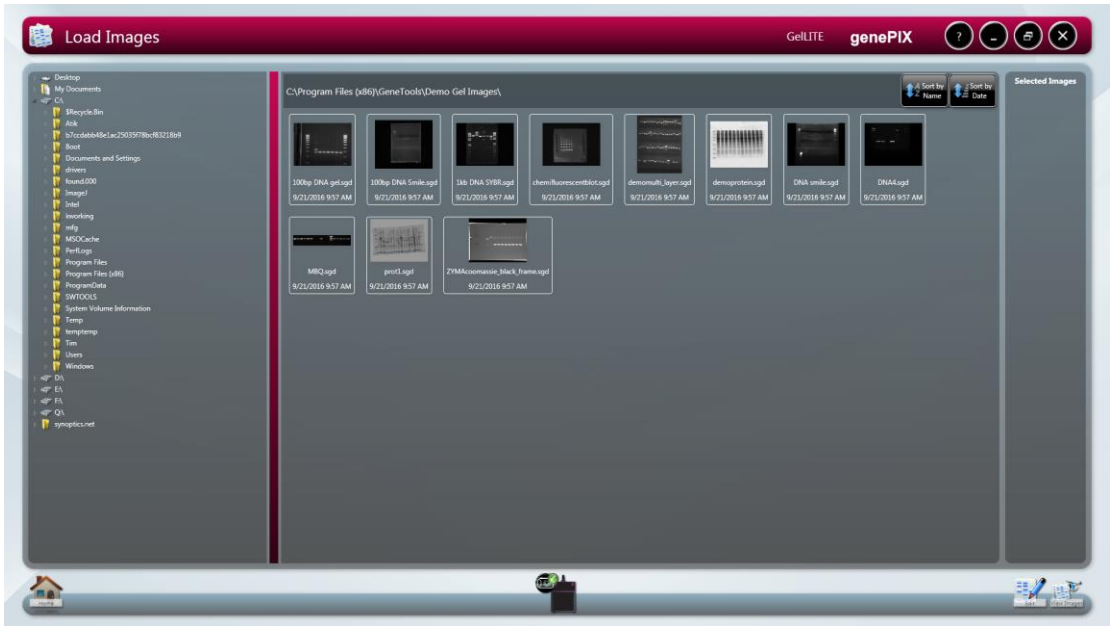 Load Images
GelLITE
genePIX
?
Desktop
My Documents
C:\
$Recycle.Bin
Atik
b7ccdabb48e1ac25035f78bcf83218b9
Boot
Documents and Settings
drivers
found.000
ImageJ
Intel
inworking
mfg
MSOCache
PerfLogs
Program Files
Program Files (x86)
ProgramData
SWTOOLS
System Volume Information
Temp
temptemp
Tim
Users
Windows
D:\
E:\
F:\
Q:\
synoptics.net
C:\Program Files (x86)\GeneTools\Demo Gel Images\
Sort by Name
Sort by Date
100bp DNA gel.sgd
9/21/2016 9:57 AM
100bp DNA Smile.sgd
9/21/2016 9:57 AM
1kb DNA SYBR.sgd
9/21/2016 9:57 AM
chemifluorescentblot.sgd
9/21/2016 9:57 AM
demomulti_layer.sgd
9/21/2016 9:57 AM
demoprotein.sgd
9/21/2016 9:57 AM
DNA smile.sgd
9/21/2016 9:57 AM
DNA4.sgd
9/21/2016 9:57 AM
MBQ.sgd
9/21/2016 9:57 AM
prot1.sgd
9/21/2016 9:57 AM
ZYMAcoomassie_black_frame.sgd
9/21/2016 9:57 AM
Selected Images
Home
Edit